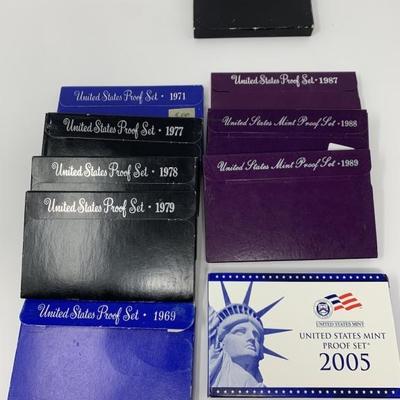 United States Proof Set · 1971
United States Proof Set · 1977
United States Proof Set · 1978
United States Proof Set · 1979
United States Proof Set · 1969
United States Proof Set · 1987
United States Mint Proof Set · 1988
United States Mint Proof Set · 1989
UNITED STATES MINT
UNITED STATES MINT
PROOF SET
2005